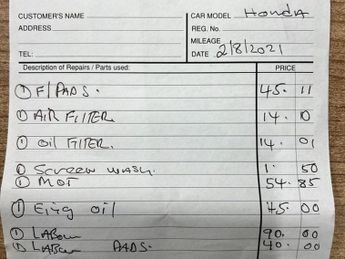 CUSTOMER'S NAME
CAR MODEL Honda
ADDRESS
REG. No.
MILEAGE
TEL:
DATE 2/8/2021
Description of Repairs / Parts used: PRICE
① F/PADS. 45. 11
① AIR FILTER 14. 10
① OIL FILTER. 14. 01
① SCREEN WASH. 1. 50
① MOT 54. 85
① Eing oil 45. 00
① LABour 90. 00
① LABour PADS. 40. 00